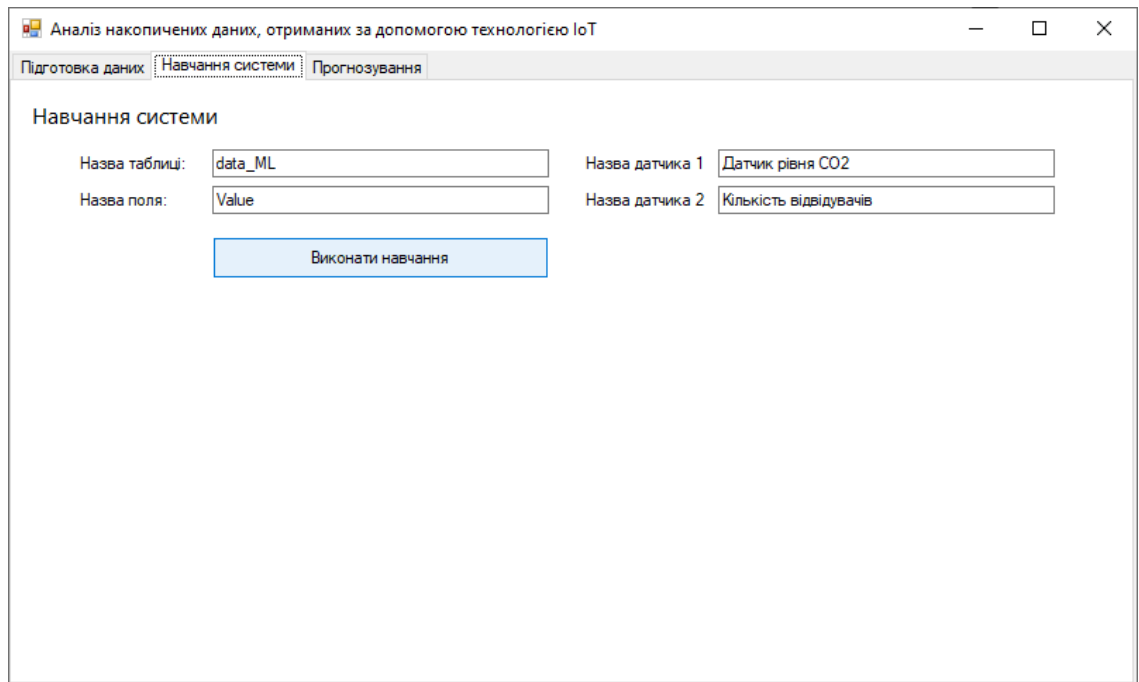 Аналіз накопичених даних, отриманих за допомогою технологією IoT
Підготовка даних Навчання системи Прогнозування
Навчання системи
Назва таблиці: data_ML Назва датчика 1 Датчик рівня CO2
Назва поля: Value Назва датчика 2 Кількість відвідувачів
Виконати навчання